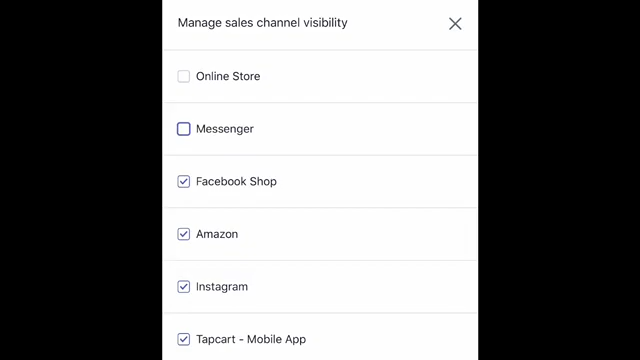 Manage sales channel visibility
Online Store
Messenger
Facebook Shop
Amazon
Instagram
Tapcart - Mobile App